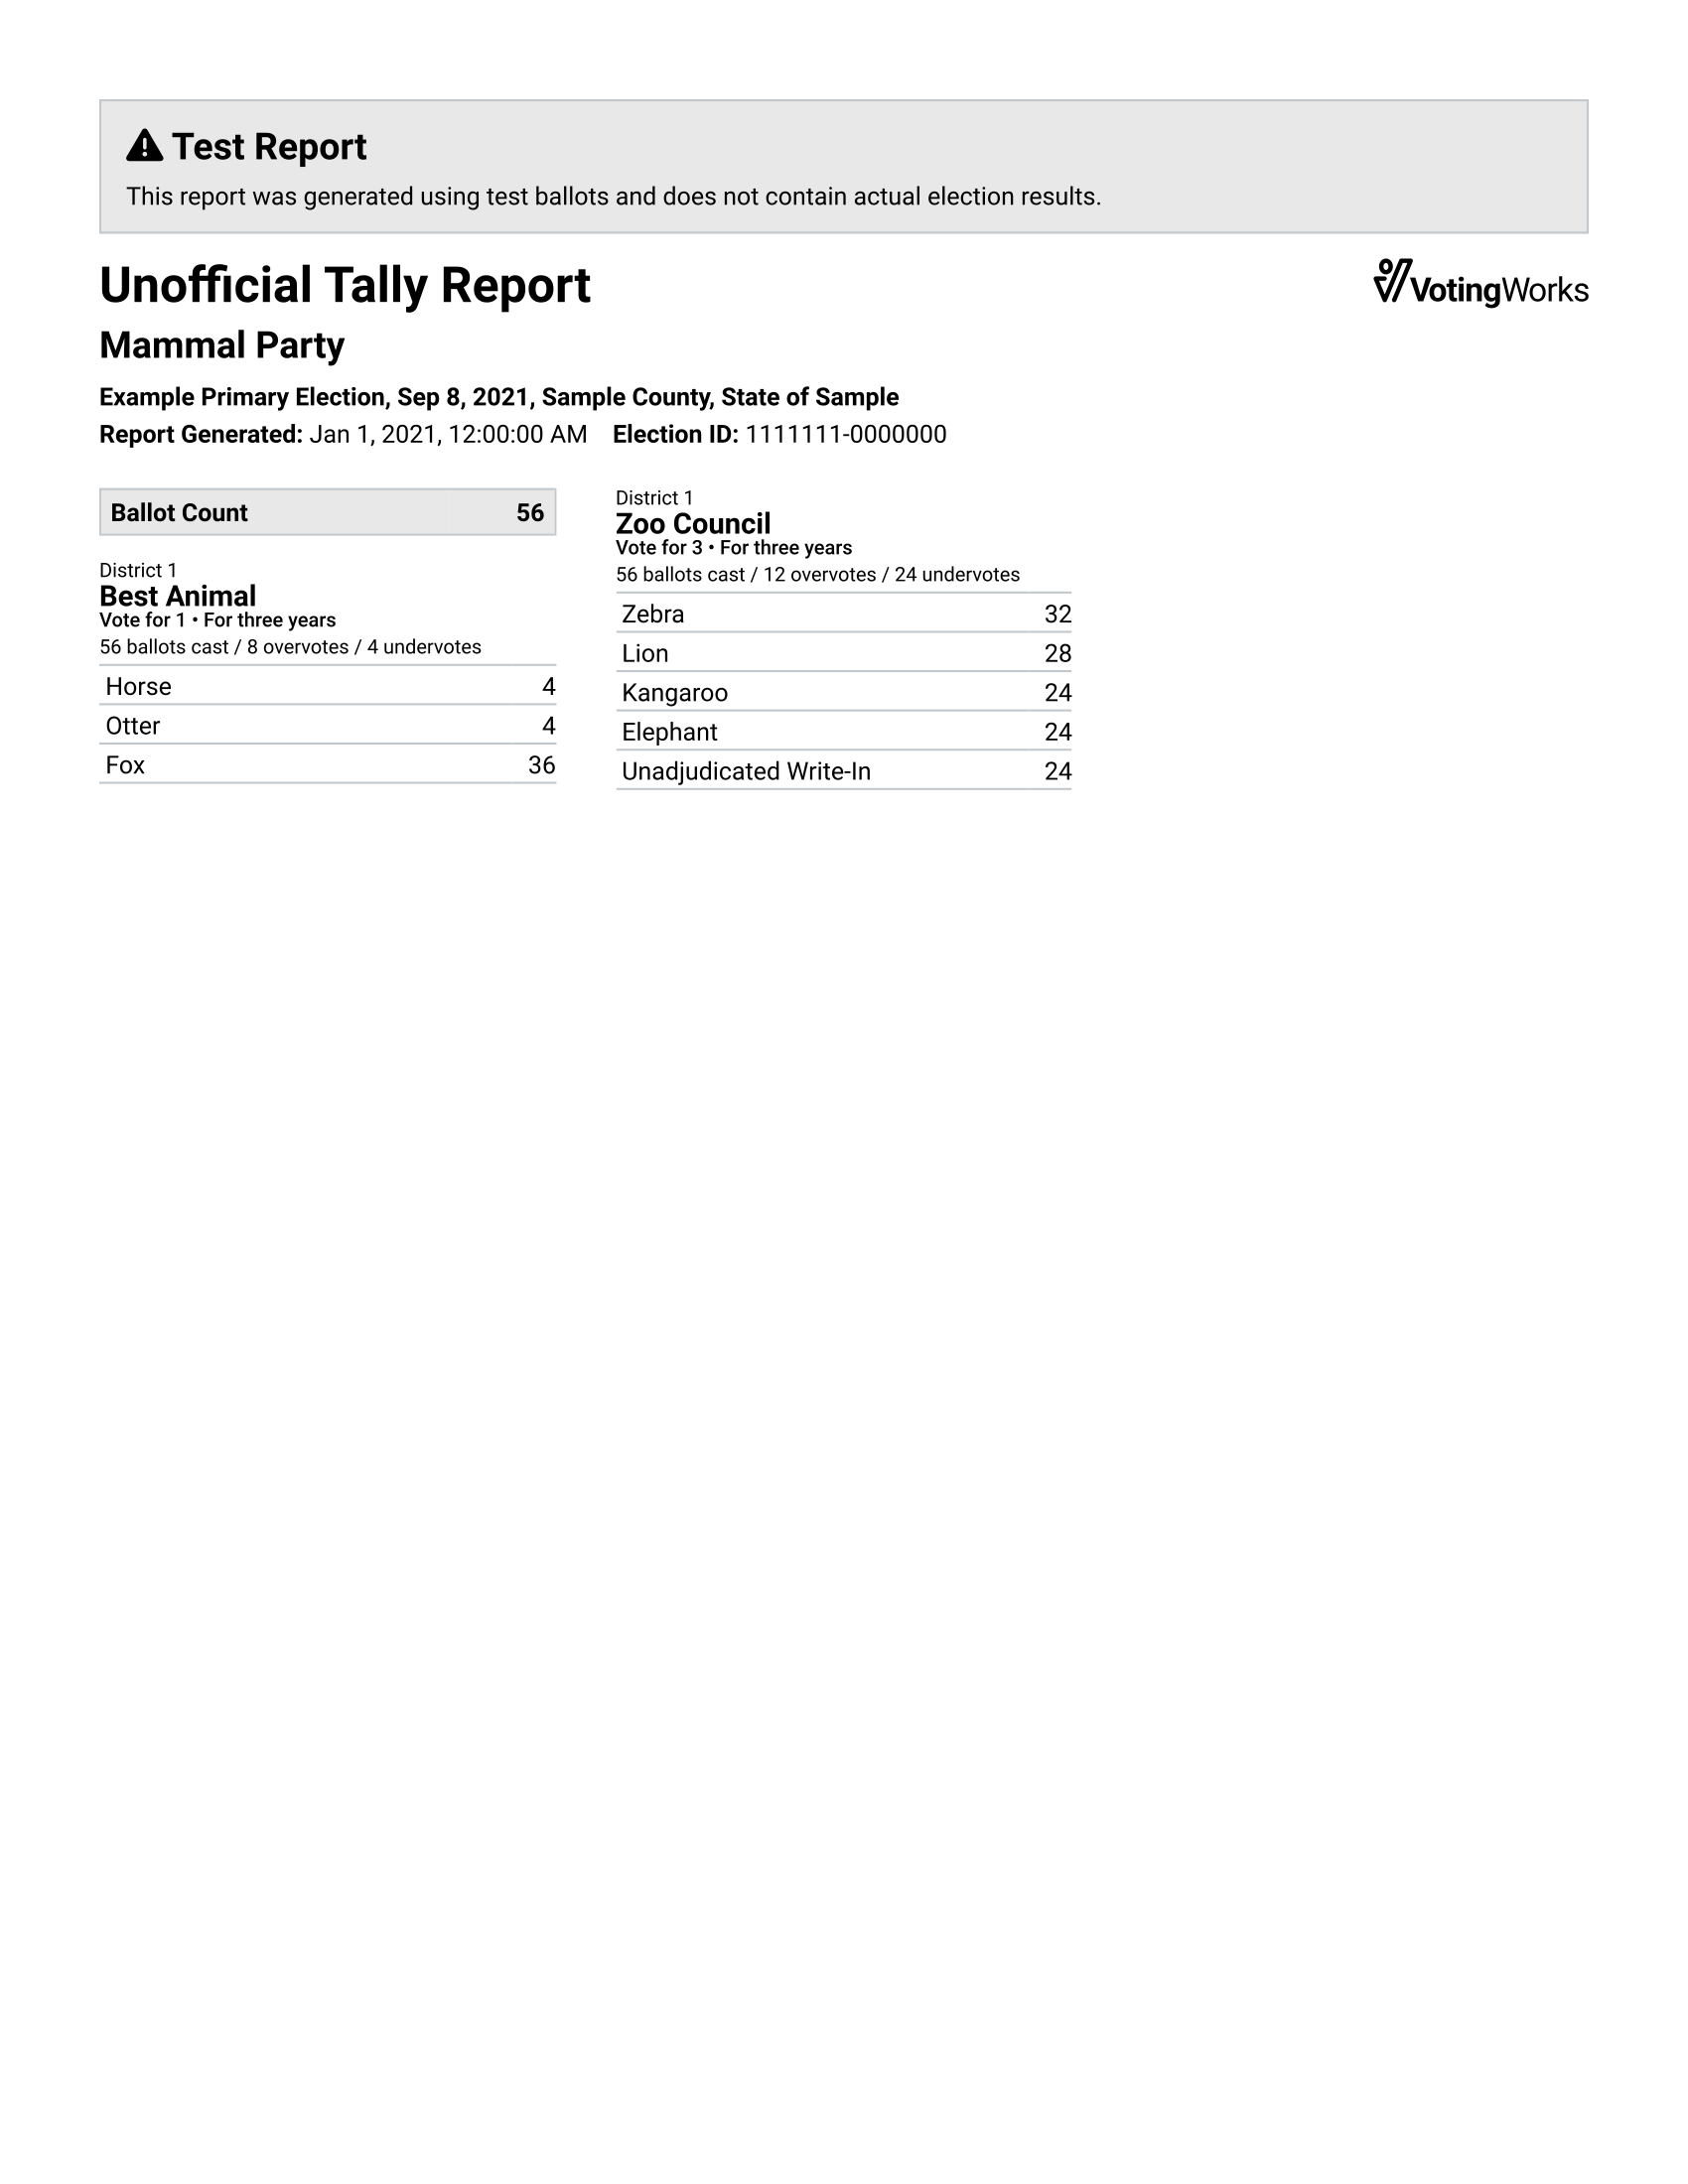 Test Report
This report was generated using test ballots and does not contain actual election results.
Unofficial Tally Report
VotingWorks
Mammal Party
Example Primary Election, Sep 8, 2021, Sample County, State of Sample
Report Generated: Jan 1, 2021, 12:00:00 AM Election ID: 1111111-0000000
Ballot Count 56
District 1
Best Animal
Vote for 1 • For three years
56 ballots cast / 8 overvotes / 4 undervotes
Horse 4
Otter 4
Fox 36
District 1
Zoo Council
Vote for 3 • For three years
56 ballots cast / 12 overvotes / 24 undervotes
Zebra 32
Lion 28
Kangaroo 24
Elephant 24
Unadjudicated Write-In 24